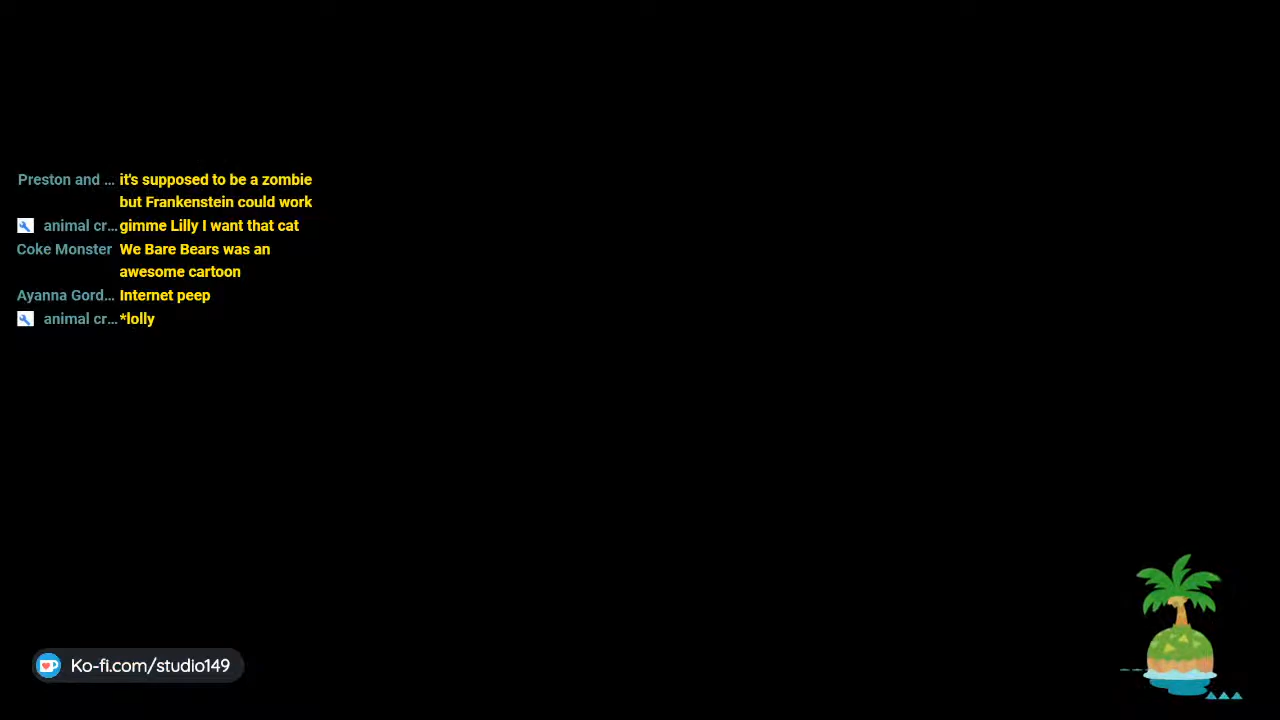 Preston and ... it's supposed to be a zombie
but Frankenstein could work
animal cr... gimme Lilly I want that cat
Coke Monster We Bare Bears was an
awesome cartoon
Ayanna Gord... Internet peep
animal cr... *lolly
Ko-fi.com/studio149